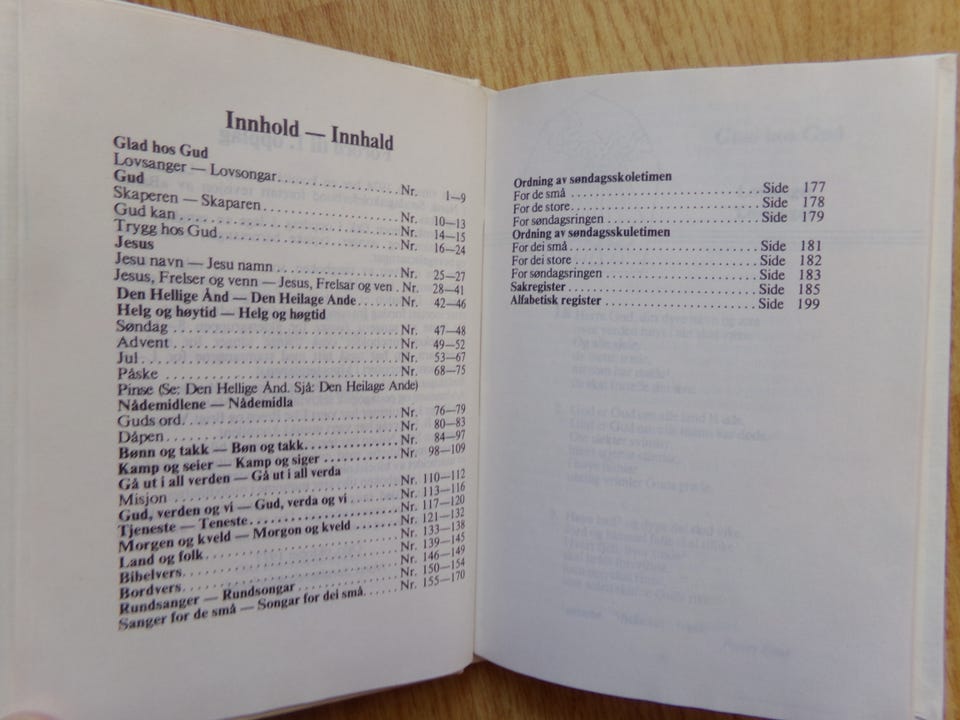 Innhold — Innhald
Glad hos Gud
Lovsanger — Lovsongar............ Nr. 1—9
Gud
Skaperen — Skaparen............ Nr. 10—13
Gud kan............ Nr. 14—15
Trygg hos Gud............ Nr. 16—24
Jesus
Jesu navn — Jesu namn............ Nr. 25—27
Jesus, Frelser og venn — Jesus, Frelsar og ven. Nr. 28—41
Den Hellige Ånd — Den Heilage Ande...... Nr. 42—46
Helg og høytid — Helg og høgtid
Søndag............ Nr. 47—48
Advent............ Nr. 49—52
Jul............ Nr. 53—67
Påske............ Nr. 68—75
Pinse (Se: Den Hellige Ånd. Sjå: Den Heilage Ande)
Nådemidlene — Nådemidla
Guds ord............ Nr. 76—79
Dåpen............ Nr. 80—83
Bønn og takk — Bøn og takk............ Nr. 84—97
Kamp og seier — Kamp og siger............ Nr. 98—109
Gå ut i all verden — Gå ut i all verda
Misjon............ Nr. 110—112
Gud, verden og vi — Gud, verda og vi...... Nr. 113—116
Tjeneste — Teneste............ Nr. 117—120
Morgen og kveld — Morgon og kveld...... Nr. 121—132
Land og folk............ Nr. 133—138
Bibelvers............ Nr. 139—145
Bordvers............ Nr. 146—149
Rundsanger — Rundsongar............ Nr. 150—154
Sanger for de små — Songar for dei små...... Nr. 155—170
Ordning av søndagsskoletimen
For de små............ Side 177
For de store............ Side 178
For søndagsringen............ Side 179
Ordning av søndagsskuletimen
For dei små............ Side 181
For dei store............ Side 182
For søndagsringen............ Side 183
Sakregister............ Side 185
Alfabetisk register............ Side 199